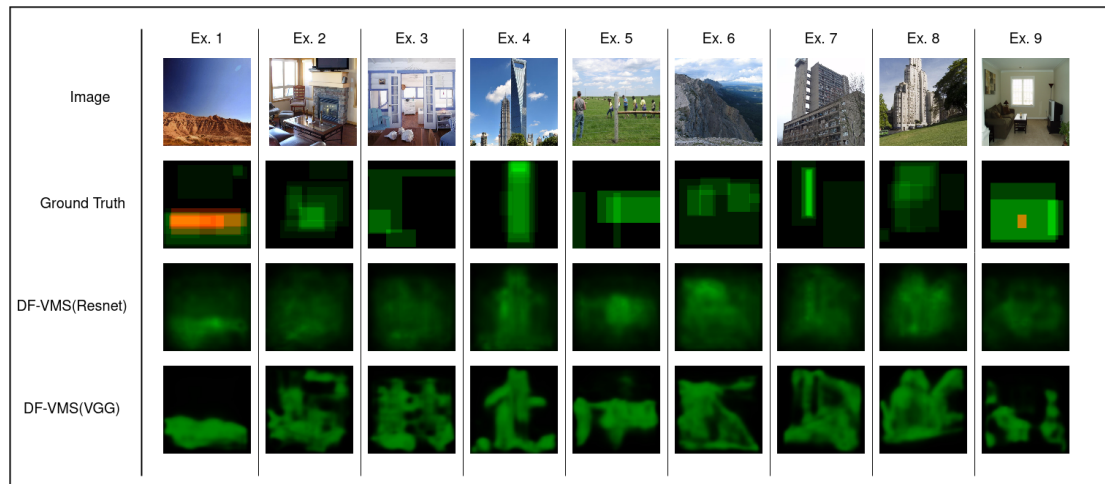 Ex. 1 Ex. 2 Ex. 3 Ex. 4 Ex. 5 Ex. 6 Ex. 7 Ex. 8 Ex. 9
Image
Ground Truth
DF-VMS(Resnet)
DF-VMS(VGG)